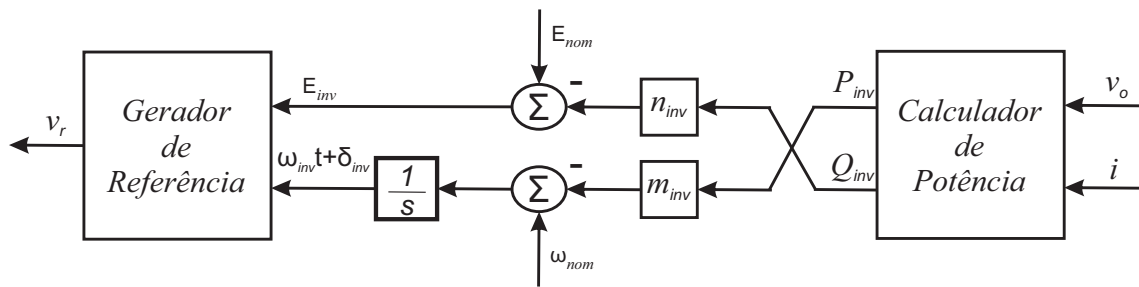 E_nom
Gerador
de
Referência
v_r
E_inv
ω_inv t+δ_inv
1
s
Σ
-
n_inv
Σ
-
m_inv
ω_nom
P_inv
Q_inv
Calculador
de
Potência
v_o
i